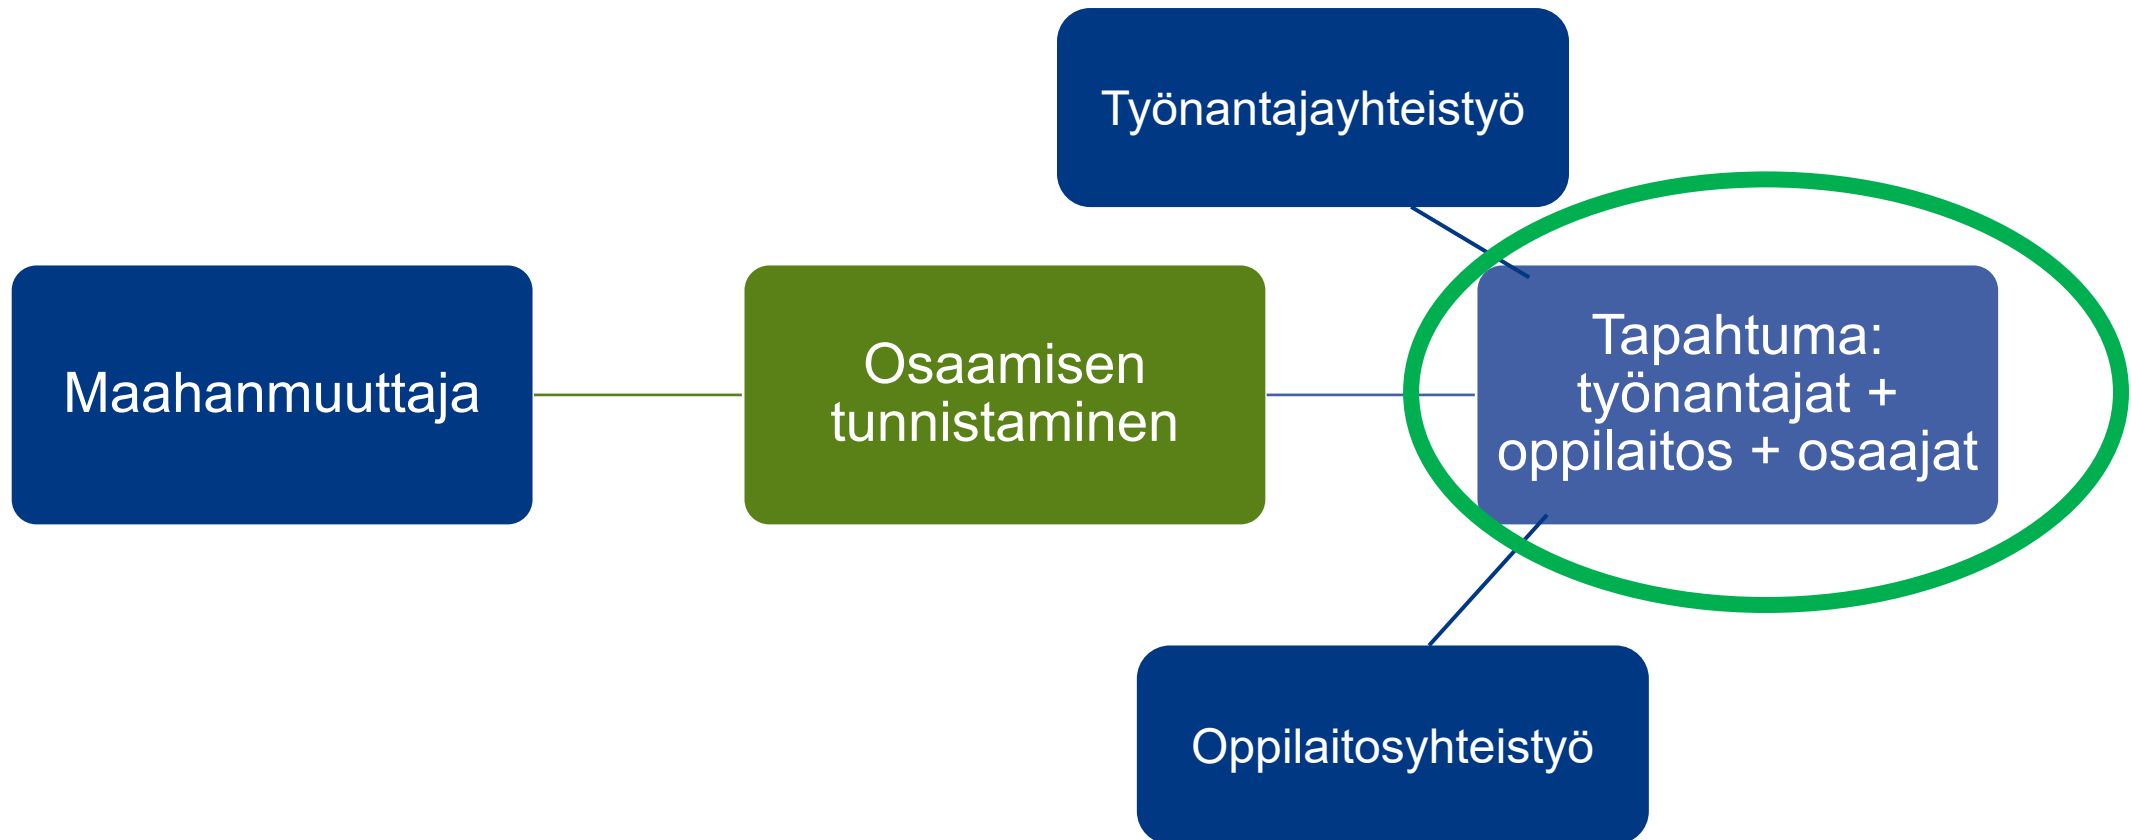 Työnantajayhteistyö
Maahanmuuttaja
Osaamisen
tunnistaminen
Tapahtuma:
työnantajat +
oppilaitos + osaajat
Oppilaitosyhteistyö